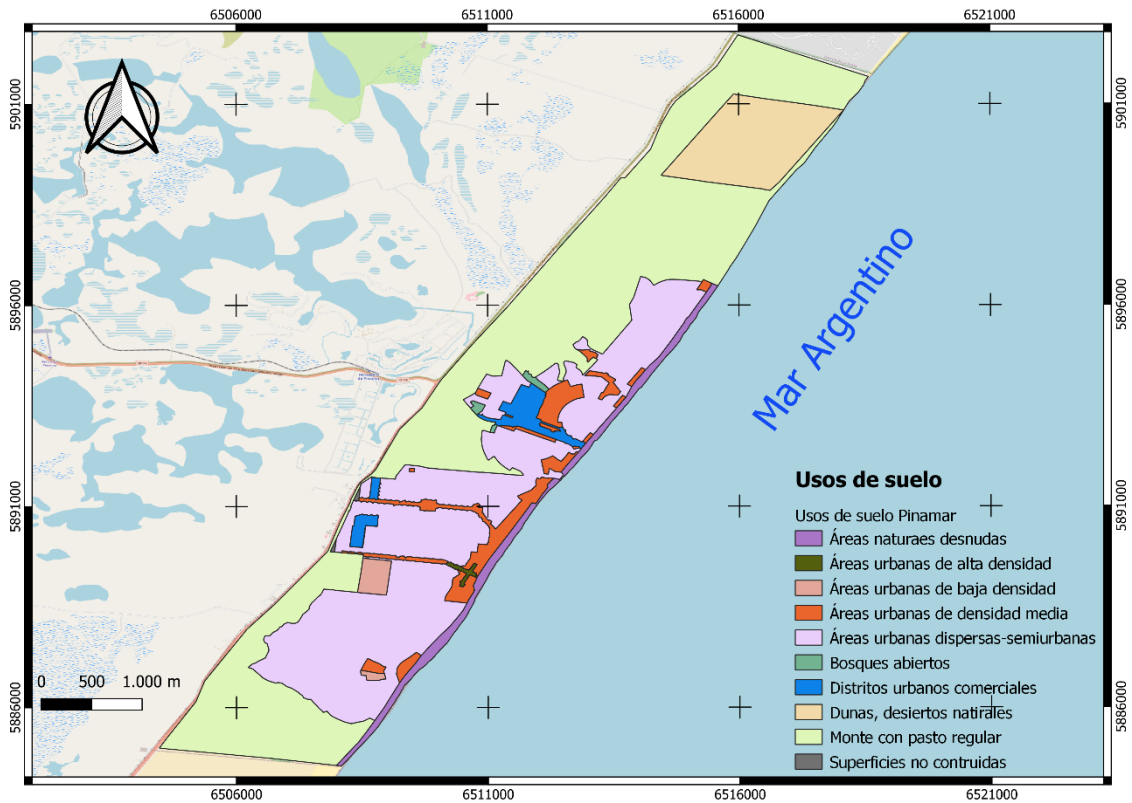 6506000
6511000
6516000
6521000
5901000
5901000
5896000
5896000
Mar Argentino
5891000
5891000
Usos de suelo
Usos de suelo Pinamar
Áreas naturaes desnudas
Áreas urbanas de alta densidad
Áreas urbanas de baja densidad
Áreas urbanas de densidad media
Áreas urbanas dispersas-semiurbanas
Bosques abiertos
Distritos urbanos comerciales
Dunas, desiertos natirales
Monte con pasto regular
Superficies no contruidas
0 500 1.000 m
5886000
5886000
6506000
6511000
6516000
6521000